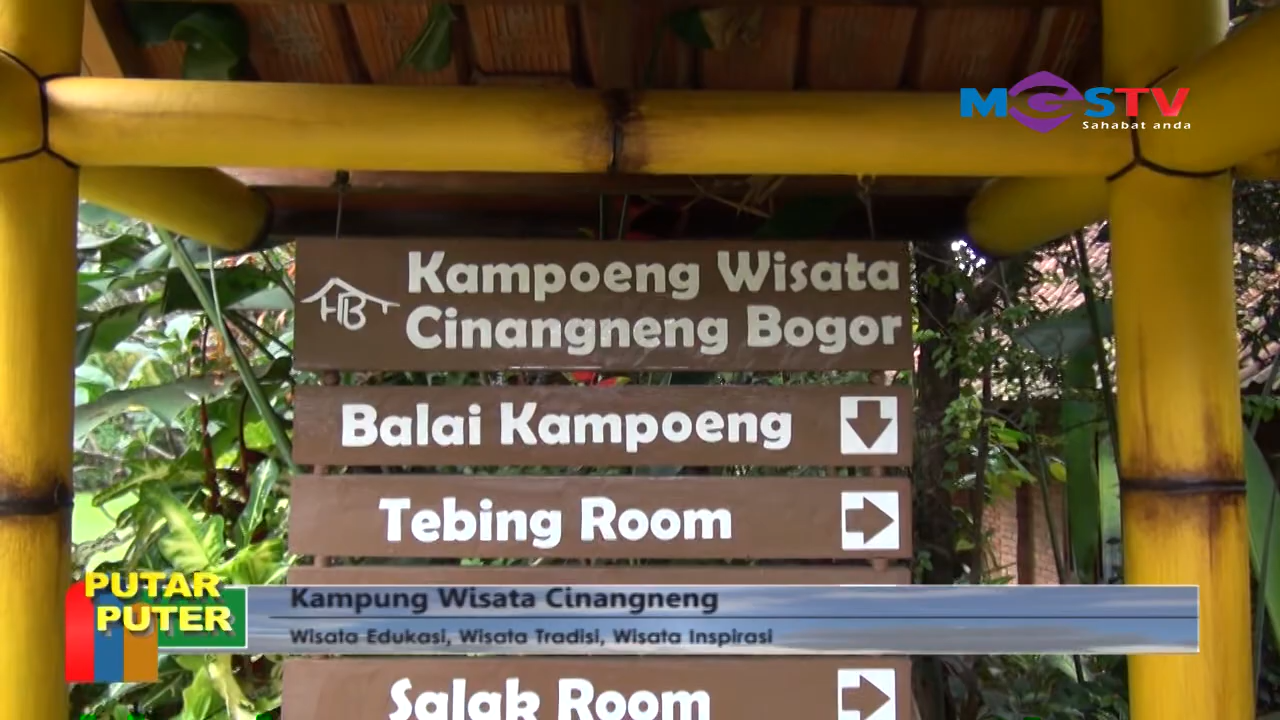 MGSTV
Sahabat anda
HTB
Kampoeng Wisata
Cinangneng Bogor
Balai Kampoeng
Tebing Room
PUTAR
PUTER
Kampung Wisata Cinangneng
Wisata Edukasi, Wisata Tradisi, Wisata Inspirasi
Salak Room